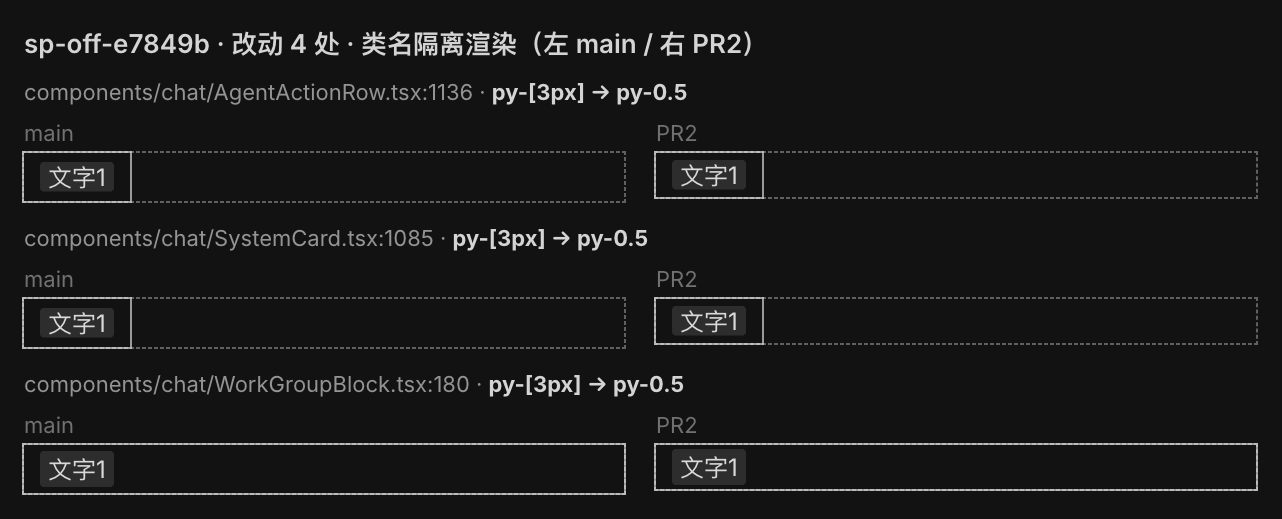 sp-off-e7849b · 改动 4 处 · 类名隔离渲染（左 main / 右 PR2）
components/chat/AgentActionRow.tsx:1136 · py-[3px] → py-0.5
main PR2
文字1 文字1
components/chat/SystemCard.tsx:1085 · py-[3px] → py-0.5
main PR2
文字1 文字1
components/chat/WorkGroupBlock.tsx:180 · py-[3px] → py-0.5
main PR2
文字1 文字1